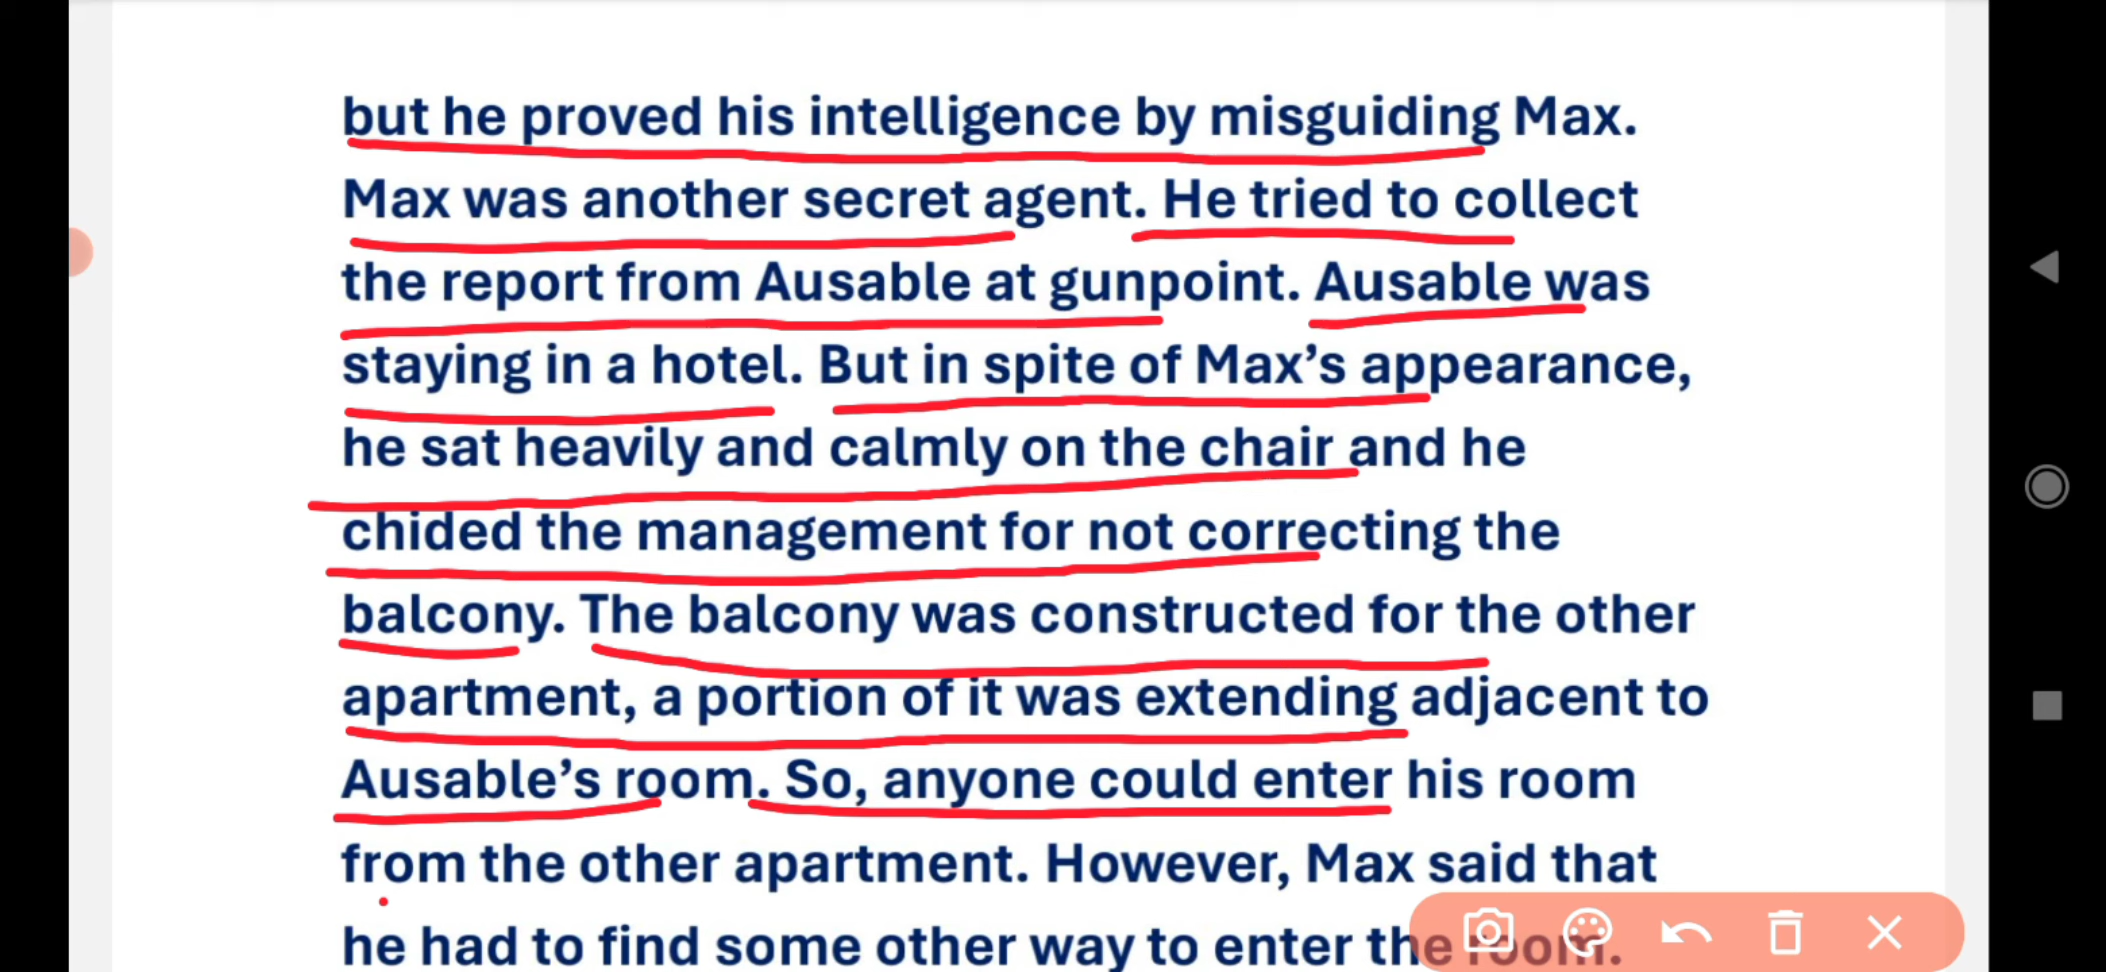 but he proved his intelligence by misguiding Max.
Max was another secret agent. He tried to collect
the report from Ausable at gunpoint. Ausable was
staying in a hotel. But in spite of Max’s appearance,
he sat heavily and calmly on the chair and he
chided the management for not correcting the
balcony. The balcony was constructed for the other
apartment, a portion of it was extending adjacent to
Ausable’s room. So, anyone could enter his room
from the other apartment. However, Max said that
he had to find some other way to enter the room.